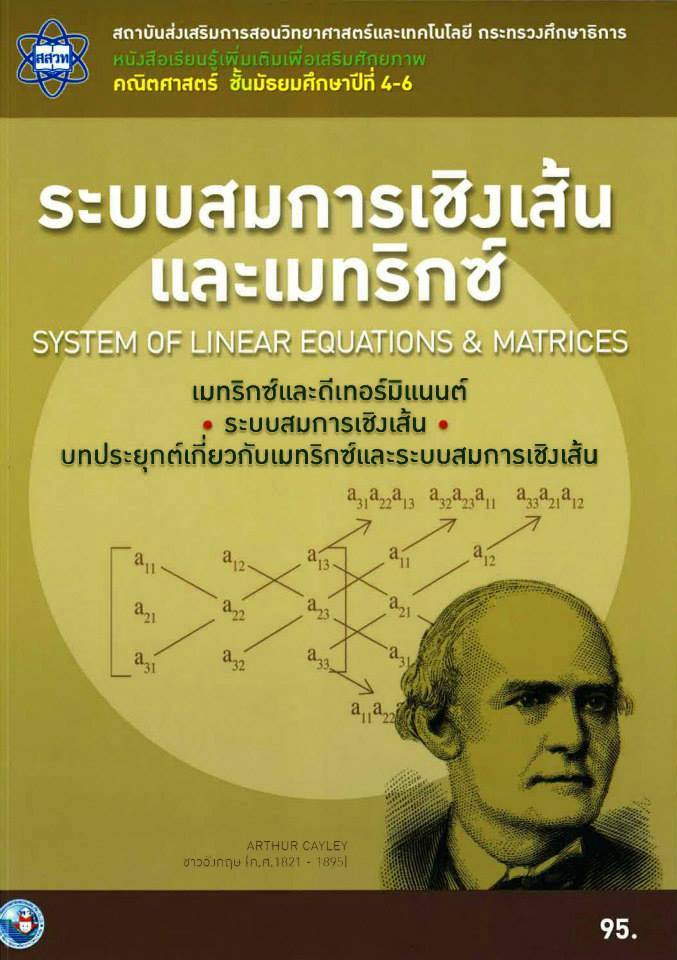 สสวท
สถาบันส่งเสริมการสอนวิทยาศาสตร์และเทคโนโลยี กระทรวงศึกษาธิการ
หนังสือเรียนรู้เพิ่มเติมเพื่อเสริมศักยภาพ
คณิตศาสตร์ ชั้นมัธยมศึกษาปีที่ 4-6
ระบบสมการเชิงเส้น
และเมทริกซ์
SYSTEM OF LINEAR EQUATIONS & MATRICES
เมทริกซ์และดีเทอร์มิแนนต์
• ระบบสมการเชิงเส้น •
บทประยุกต์เกี่ยวกับเมทริกซ์และระบบสมการเชิงเส้น
a31a22a13 a32a23a11 a33a21a12
a11 a12 a13 a11 a12
a21 a22 a23 a21
a31 a32 a33 a31
a11a22
ARTHUR CAYLEY
ชาวอังกฤษ (ค.ศ.1821 - 1895)
95.